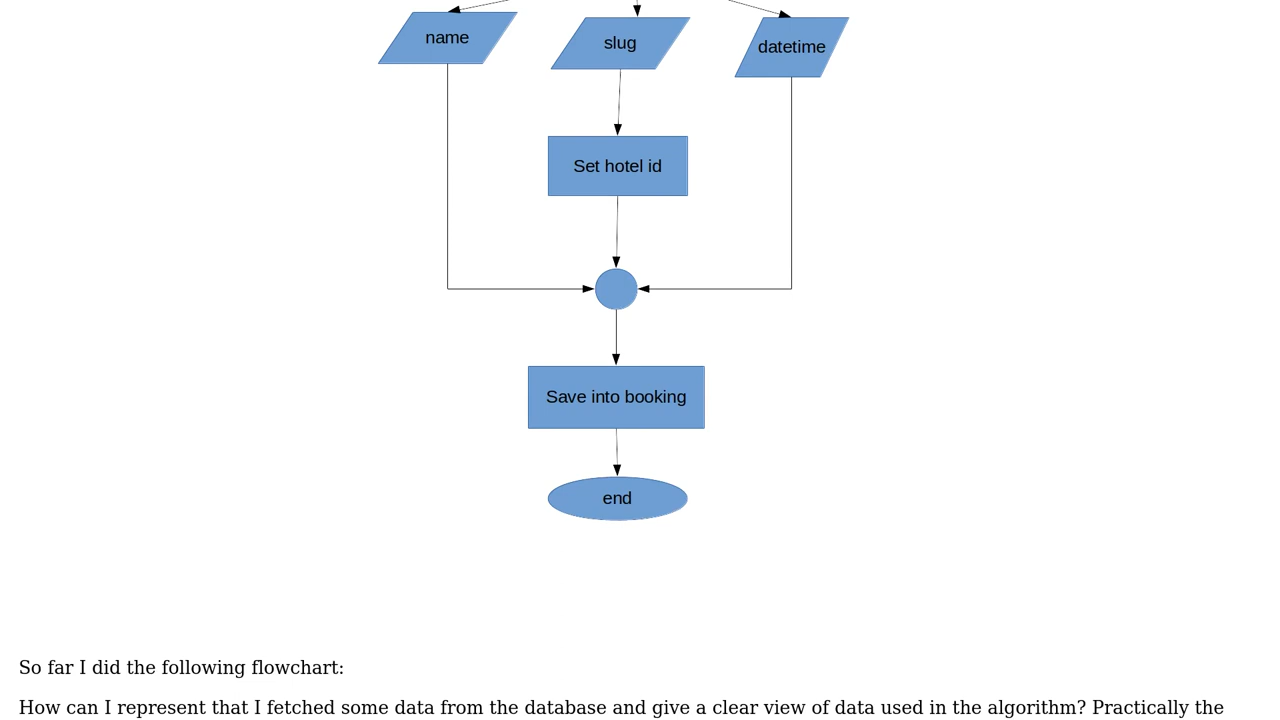 name
slug
datetime
Set hotel id
Save into booking
end
So far I did the following flowchart:
How can I represent that I fetched some data from the database and give a clear view of data used in the algorithm? Practically the